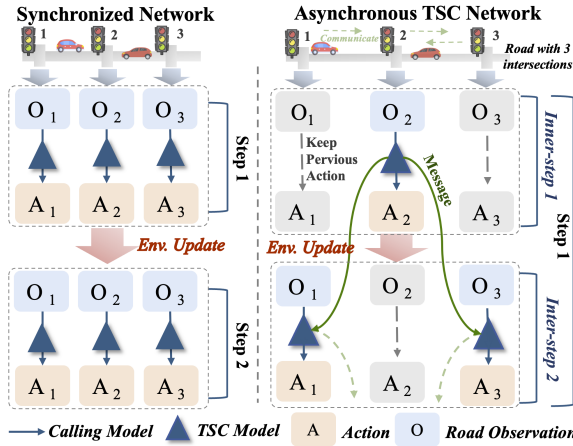 Synchronized Network
1 2 3
O 1 O 2 O 3
A 1 A 2 A 3
Step 1
Env. Update
O 1 O 2 O 3
A 1 A 2 A 3
Step 2
Asynchronous TSC Network
1 2 3
Communicate
Road with 3
intersections
O 1 O 2 O 3
Keep
Pervious
Action
Message
A 1 A 2 A 3
Inner-step 1
Env. Update
Step 1
O 1 O 2 O 3
A 1 A 2 A 3
Inter-step 2
Calling Model TSC Model A Action O Road Observation